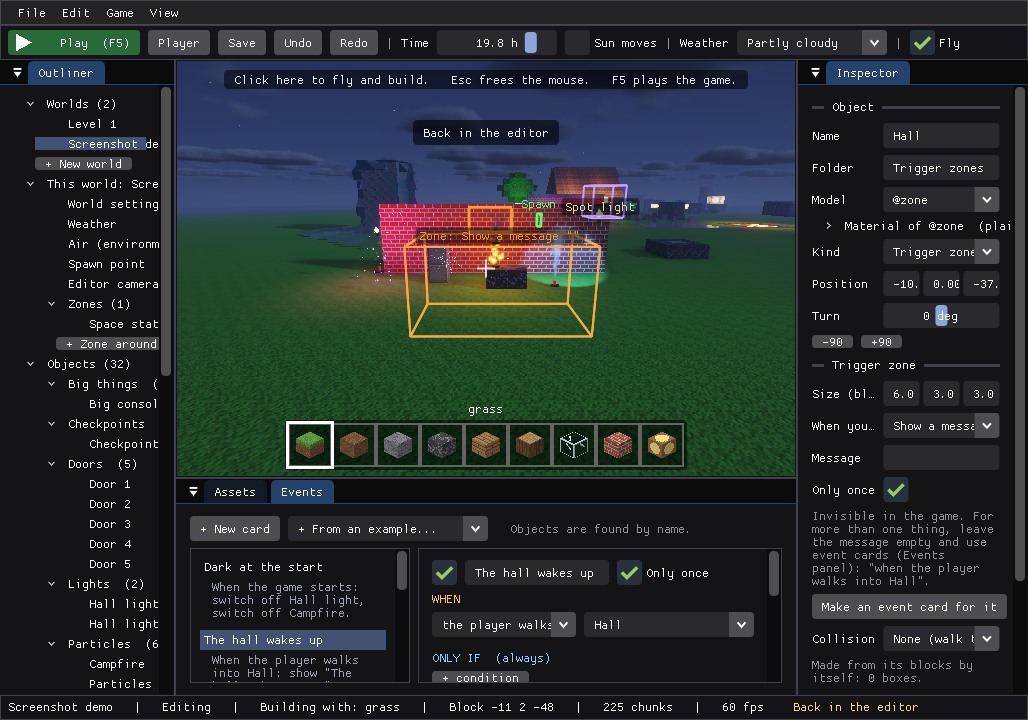 File Edit Game View
Play (F5) Player Save Undo Redo | Time 19.8 h Sun moves | Weather Partly cloudy | Fly
Outliner
Worlds (2)
Level 1
Screenshot de
+ New world
This world: Scre
World setting
Weather
Air (environm
Spawn point
Editor camera
Zones (1)
Space stat
+ Zone around
Objects (32)
Big things (
Big consol
Checkpoints
Checkpoint
Doors (5)
Door 1
Door 2
Door 3
Door 4
Door 5
Lights (2)
Hall light
Hall light
Particles (6
Campfire
Particles
Click here to fly and build. Esc frees the mouse. F5 plays the game.
Back in the editor
Spawn
Spot light
Zone: Show a message ""
grass
Assets Events
+ New card + From an example... Objects are found by name.
Dark at the start
When the game starts:
switch off Hall light,
switch off Campfire.
The hall wakes up
When the player walks
into Hall: show "The
The hall wakes up Only once
WHEN
the player walks Hall
ONLY IF (always)
+ condition
Inspector
Object
Name Hall
Folder Trigger zones
Model @zone
Material of @zone (plai
Kind Trigger zone
Position -10. 0.00 -37.
Turn 0 deg
-90 +90
Trigger zone
Size (bl… 6.0 3.0 3.0
When you… Show a messa
Message
Only once
Invisible in the game. For
more than one thing, leave
the message empty and use
event cards (Events
panel): "when the player
walks into Hall".
Make an event card for it
Collision None (walk t
Made from its blocks by
itself: 0 boxes.
Screenshot demo | Editing | Building with: grass | Block -11 2 -48 | 225 chunks | 60 fps Back in the editor